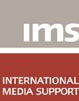 ims
INTERNATIONAL
MEDIA SUPPORT